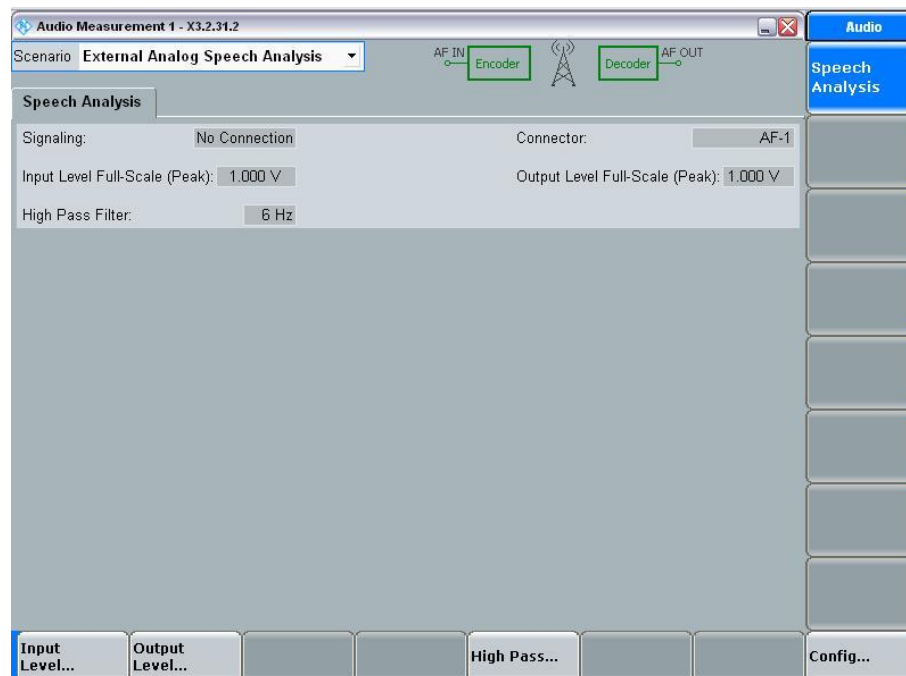 Audio Measurement 1 - X3.2.31.2
Audio
Scenario External Analog Speech Analysis
AF IN Encoder Decoder AF OUT
Speech
Analysis
Speech Analysis
Signaling: No Connection
Connector: AF-1
Input Level Full-Scale (Peak): 1.000 V
Output Level Full-Scale (Peak): 1.000 V
High Pass Filter: 6 Hz
Input
Level...
Output
Level...
High Pass...
Config...